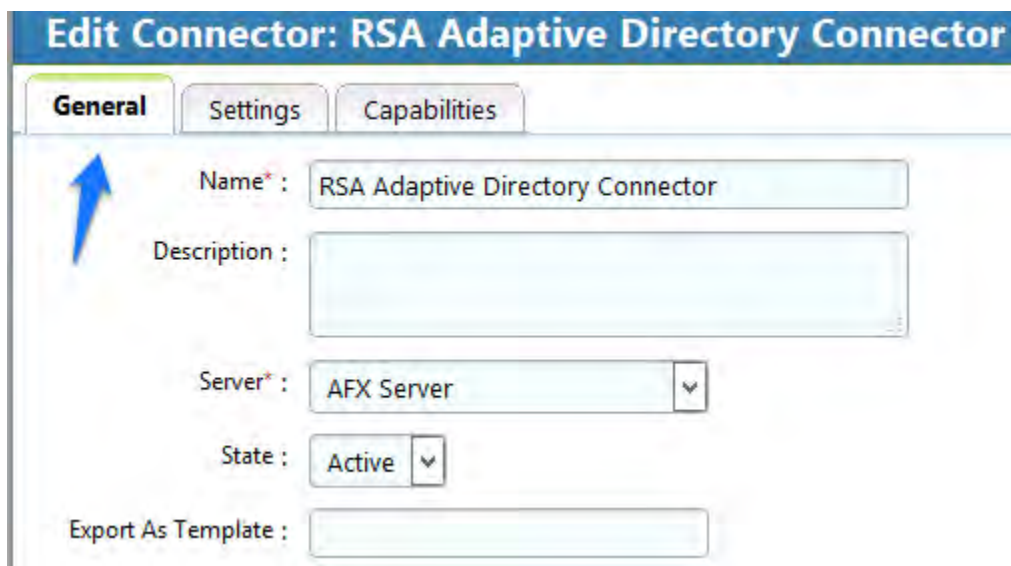 Edit Connector: RSA Adaptive Directory Connector
General Settings Capabilities
Name* : RSA Adaptive Directory Connector
Description :
Server* : AFX Server
State : Active
Export As Template :